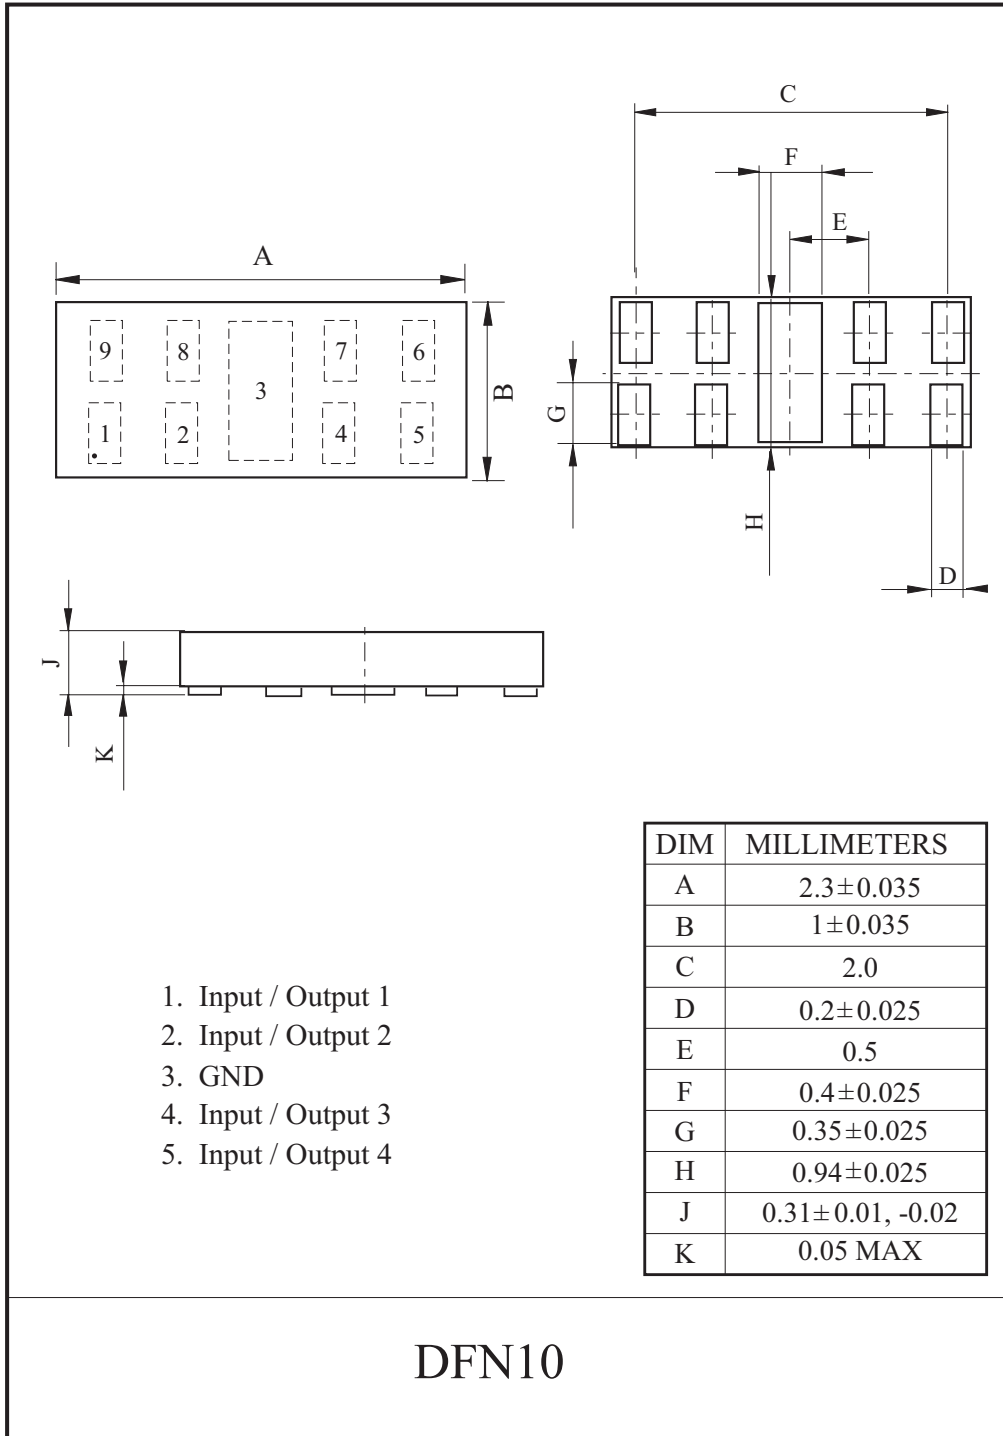 C
F
E
A
9 8 7 6
3
B
1 2 4 5
G
H
D
J
K
DIM MILLIMETERS
A 2.3±0.035
B 1±0.035
C 2.0
D 0.2±0.025
E 0.5
F 0.4±0.025
G 0.35±0.025
H 0.94±0.025
J 0.31±0.01, -0.02
K 0.05 MAX
1. Input / Output 1
2. Input / Output 2
3. GND
4. Input / Output 3
5. Input / Output 4
DFN10